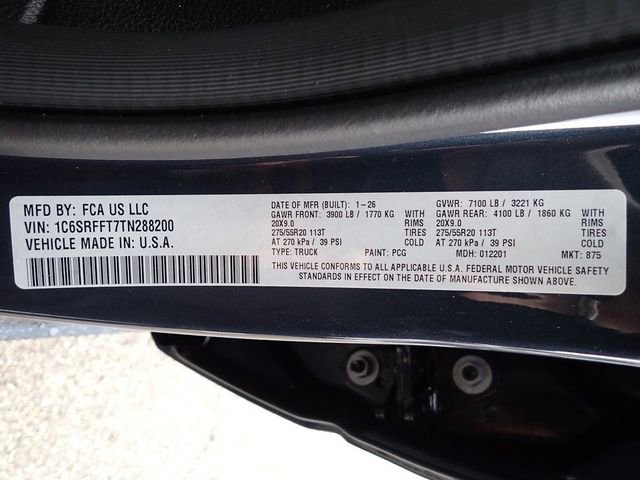 MFD BY: FCA US LLC
VIN: 1C6SRFFT7TN288200
VEHICLE MADE IN: U.S.A.
DATE OF MFR (BUILT): 1-26
GAWR FRONT: 3900 LB / 1770 KG WITH
20X9.0 RIMS
275/55R20 113T TIRES
AT 270 kPa / 39 PSI COLD
TYPE: TRUCK PAINT: PCG
GVWR: 7100 LB / 3221 KG
GAWR REAR: 4100 LB / 1860 KG WITH
20X9.0 RIMS
275/55R20 113T TIRES
AT 270 kPa / 39 PSI COLD
MDH: 012201 MKT: 875
THIS VEHICLE CONFORMS TO ALL APPLICABLE U.S.A. FEDERAL MOTOR VEHICLE SAFETY
STANDARDS IN EFFECT ON THE DATE OF MANUFACTURE SHOWN ABOVE.